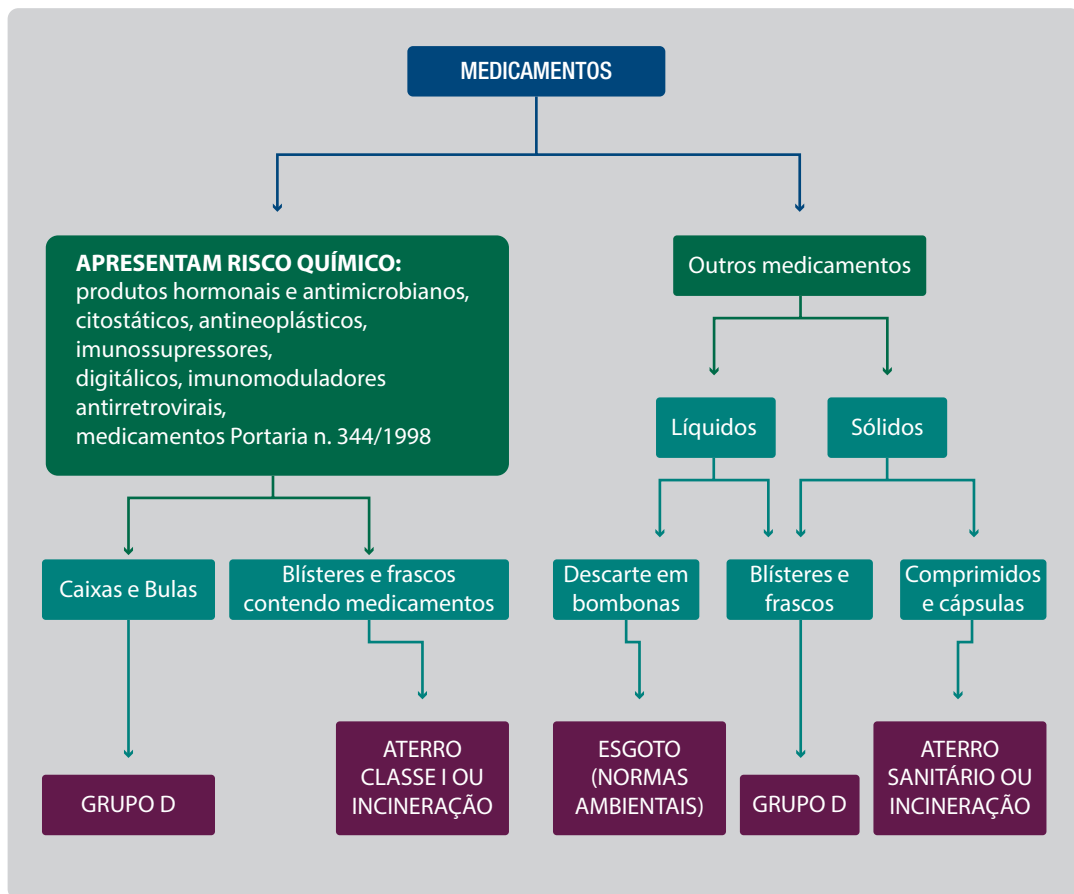 MEDICAMENTOS
APRESENTAM RISCO QUÍMICO:
produtos hormonais e antimicrobianos,
citostáticos, antineoplásticos,
imunossupressores,
digitálicos, imunomoduladores
antirretrovirais,
medicamentos Portaria n. 344/1998
Outros medicamentos
Líquidos
Sólidos
Caixas e Bulas
Blísteres e frascos
contendo medicamentos
Descarte em
bombonas
Blísteres e
frascos
Comprimidos
e cápsulas
GRUPO D
ATERRO
CLASSE I OU
INCINERAÇÃO
ESGOTO
(NORMAS
AMBIENTAIS)
GRUPO D
ATERRO
SANITÁRIO OU
INCINERAÇÃO